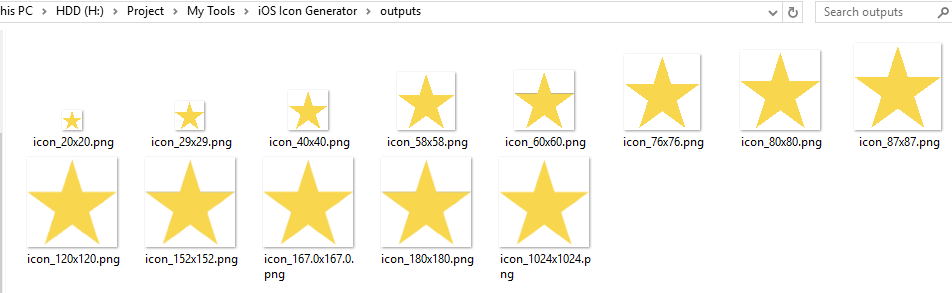 his PC > HDD (H:) > Project > My Tools > iOS Icon Generator > outputs
Search outputs
icon_20x20.png
icon_29x29.png
icon_40x40.png
icon_58x58.png
icon_60x60.png
icon_76x76.png
icon_80x80.png
icon_87x87.png
icon_120x120.png
icon_152x152.png
icon_167.0x167.0.
png
icon_180x180.png
icon_1024x1024.p
ng